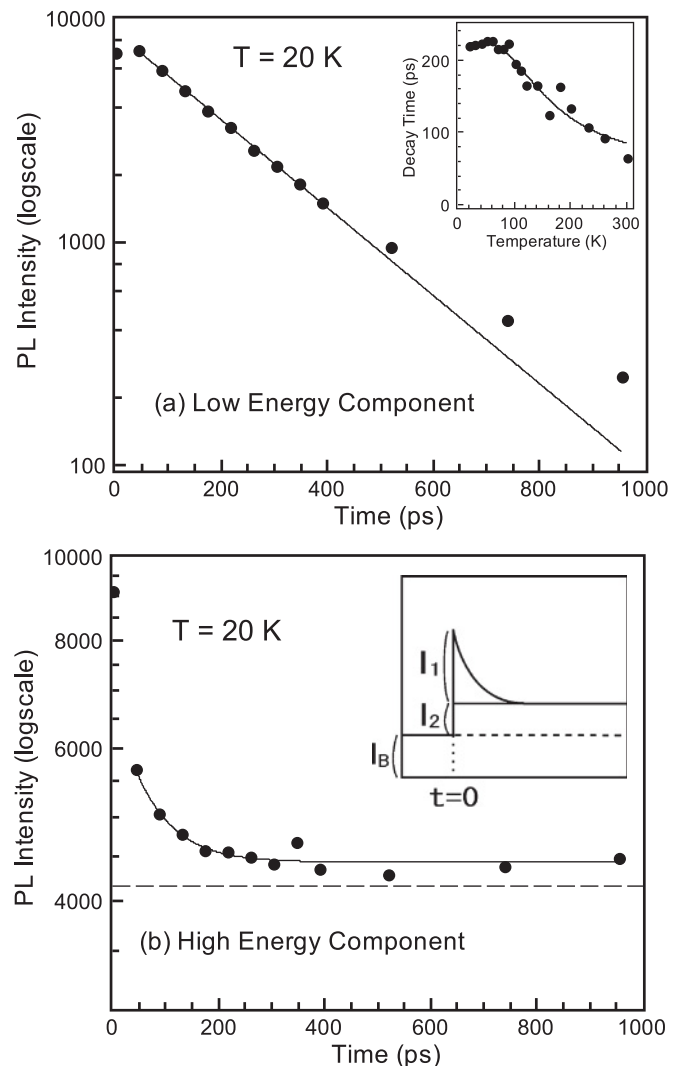 10000
T = 20 K
PL Intensity (logscale)
1000
(a) Low Energy Component
100
0 200 400 600 800 1000
Time (ps)
Decay Time (ps)
200
100
0
0 100 200 300
Temperature (K)
10000
T = 20 K
8000
PL Intensity (logscale)
6000
4000
I1
I2
IB
t=0
(b) High Energy Component
0 200 400 600 800 1000
Time (ps)